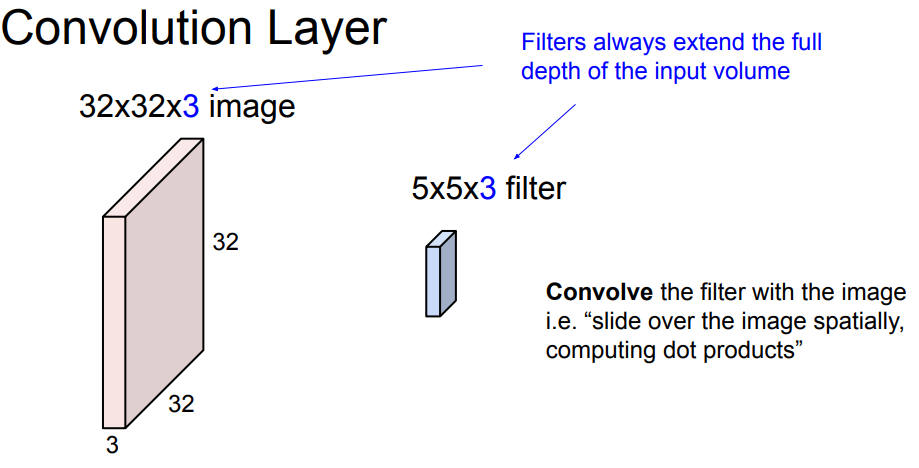 Convolution Layer
Filters always extend the full
depth of the input volume
32x32x3 image
5x5x3 filter
32
32
3
Convolve the filter with the image
i.e. “slide over the image spatially,
computing dot products”